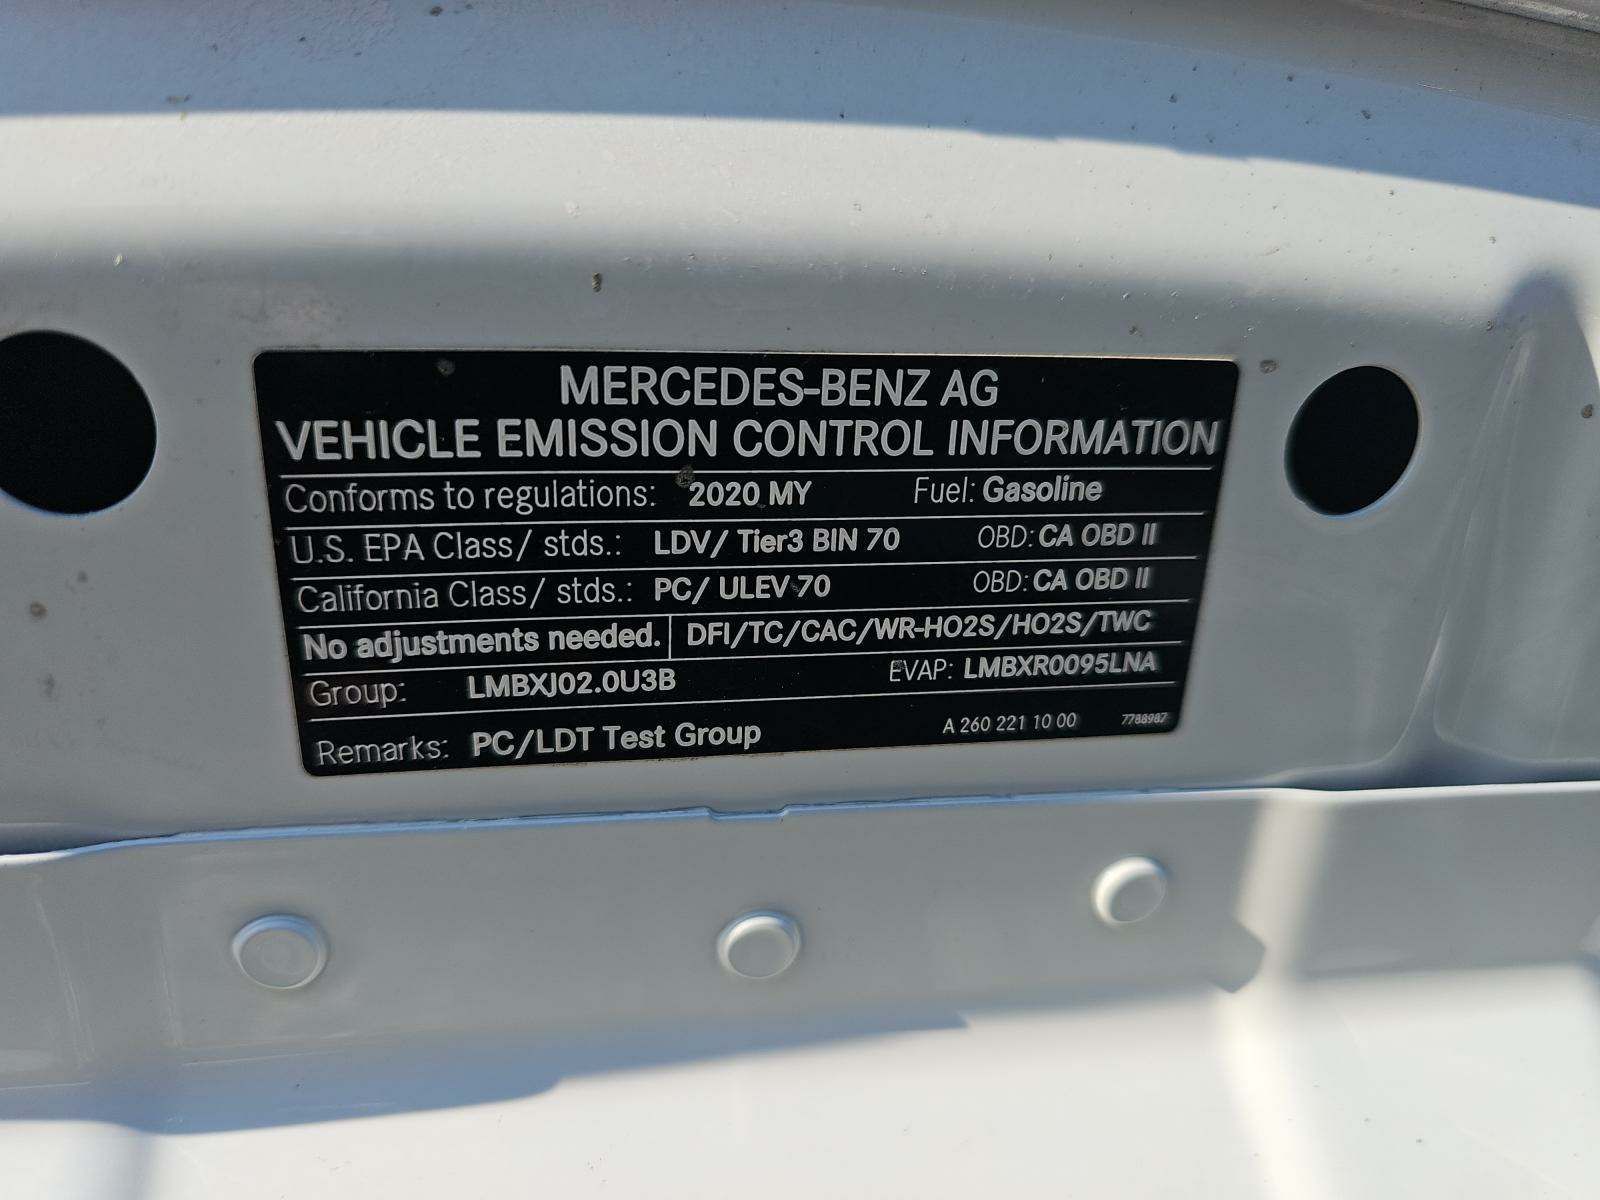 MERCEDES-BENZ AG
VEHICLE EMISSION CONTROL INFORMATION
Conforms to regulations: 2020 MY Fuel: Gasoline
U.S. EPA Class/ stds.: LDV/ Tier3 BIN 70 OBD: CA OBD II
California Class/ stds.: PC/ ULEV 70 OBD: CA OBD II
No adjustments needed. DFI/TC/CAC/WR-HO2S/HO2S/TWC
Group: LMBXJ02.0U3B EVAP: LMBXR0095LNA
Remarks: PC/LDT Test Group A 260 221 10 00 7788987